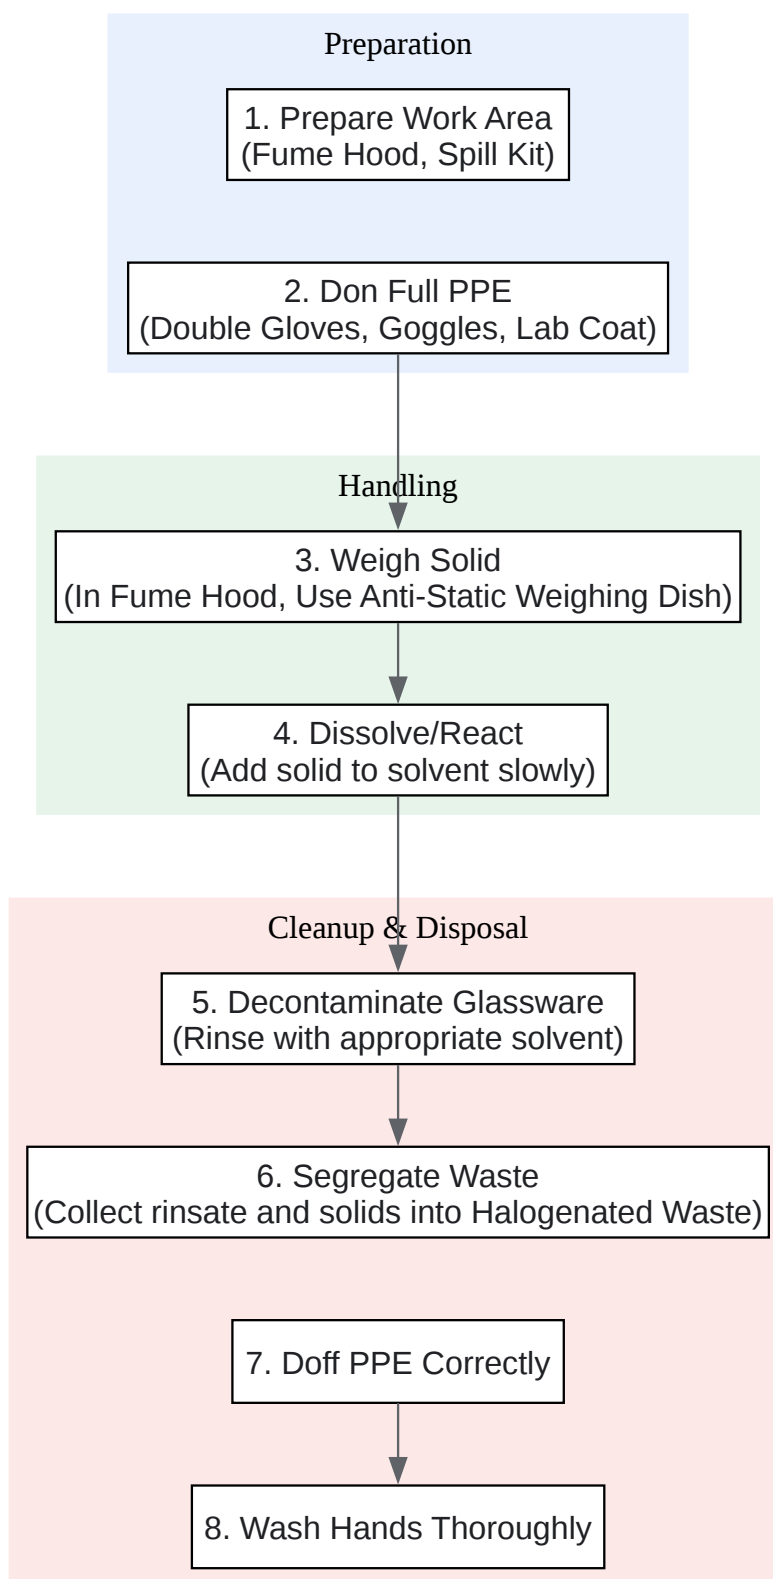 Preparation
1. Prepare Work Area
(Fume Hood, Spill Kit)
2. Don Full PPE
(Double Gloves, Goggles, Lab Coat)
Handling
3. Weigh Solid
(In Fume Hood, Use Anti-Static Weighing Dish)
4. Dissolve/React
(Add solid to solvent slowly)
Cleanup & Disposal
5. Decontaminate Glassware
(Rinse with appropriate solvent)
6. Segregate Waste
(Collect rinsate and solids into Halogenated Waste)
7. Doff PPE Correctly
8. Wash Hands Thoroughly